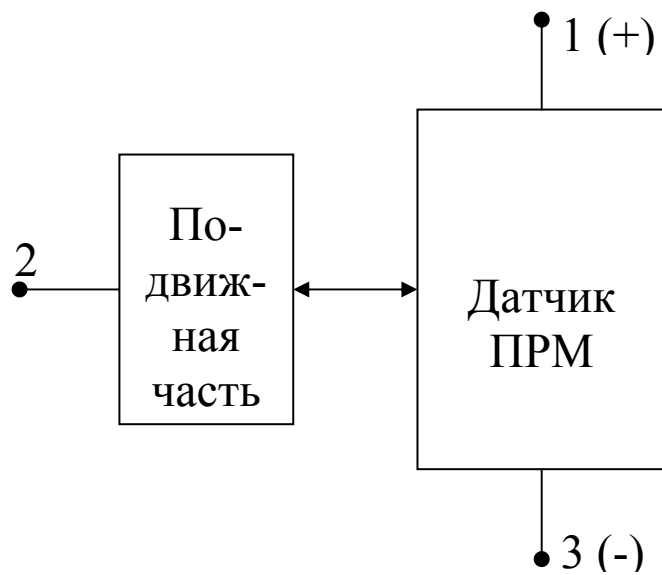 1 (+)
2
По-
движ-
ная
часть
Датчик
ПРМ
3 (-)